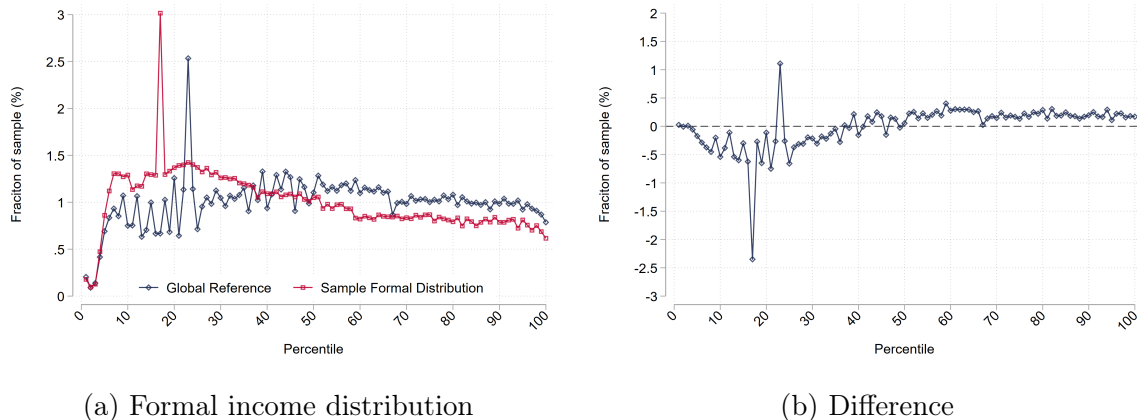 3
2.5
2
1.5
1
.5
0
Fraction of sample (%)
Global Reference
Sample Formal Distribution
0 10 20 30 40 50 60 70 80 90 100
Percentile
(a) Formal income distribution
2
1.5
1
.5
0
-0.5
-1
-1.5
-2
-2.5
-3
Fraciton of sample (%)
0 10 20 30 40 50 60 70 80 90 100
Percentile
(b) Difference